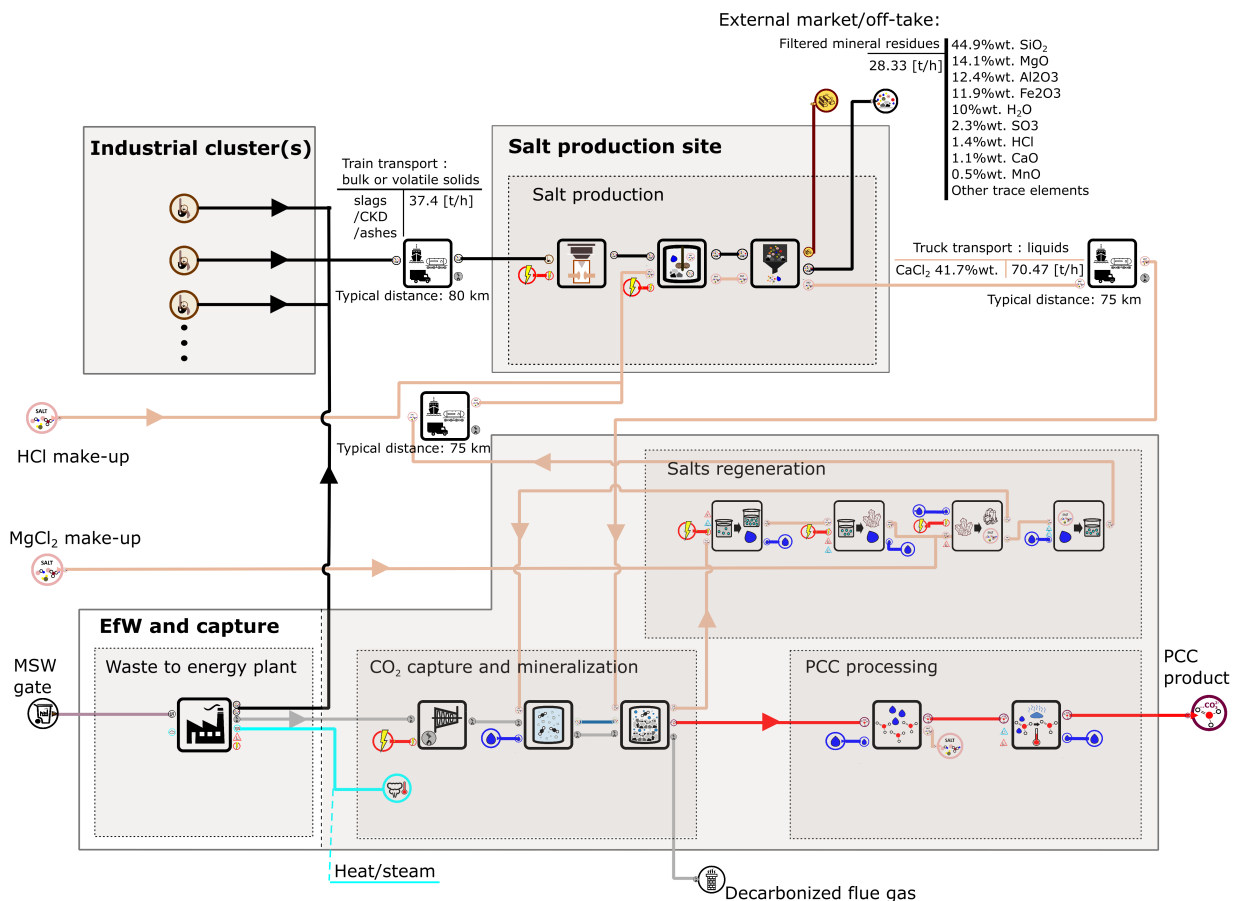 External market/off-take:
Filtered mineral residues
28.33 [t/h]
44.9%wt. SiO₂
14.1%wt. MgO
12.4%wt. Al2O3
11.9%wt. Fe2O3
10%wt. H₂O
2.3%wt. SO3
1.4%wt. HCl
1.1%wt. CaO
0.5%wt. MnO
Other trace elements
Industrial cluster(s)
Train transport :
bulk or volatile solids
slags
/CKD
/ashes
37.4 [t/h]
Typical distance: 80 km
Salt production site
Salt production
Truck transport : liquids
CaCl₂ 41.7%wt. 70.47 [t/h]
Typical distance: 75 km
SALT
HCl make-up
Typical distance: 75 km
Salts regeneration
MgCl₂ make-up
SALT
EfW and capture
Waste to energy plant
MSW
gate
CO₂ capture and mineralization
PCC processing
SALT
PCC
product
CO₃
Heat/steam
Decarbonized flue gas